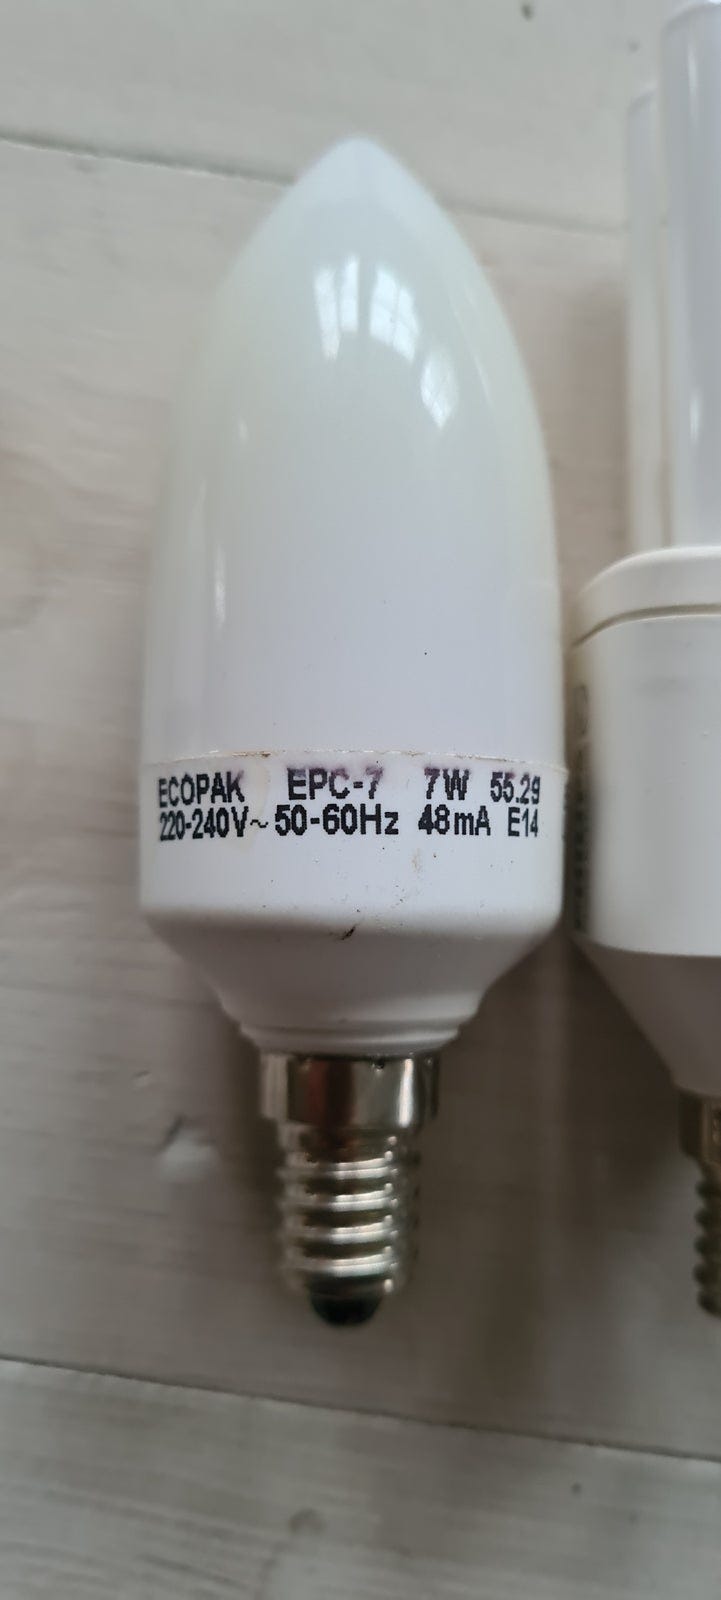 ECOPAK EPC-7 7W 55.29
220-240V~ 50-60Hz 48mA E14